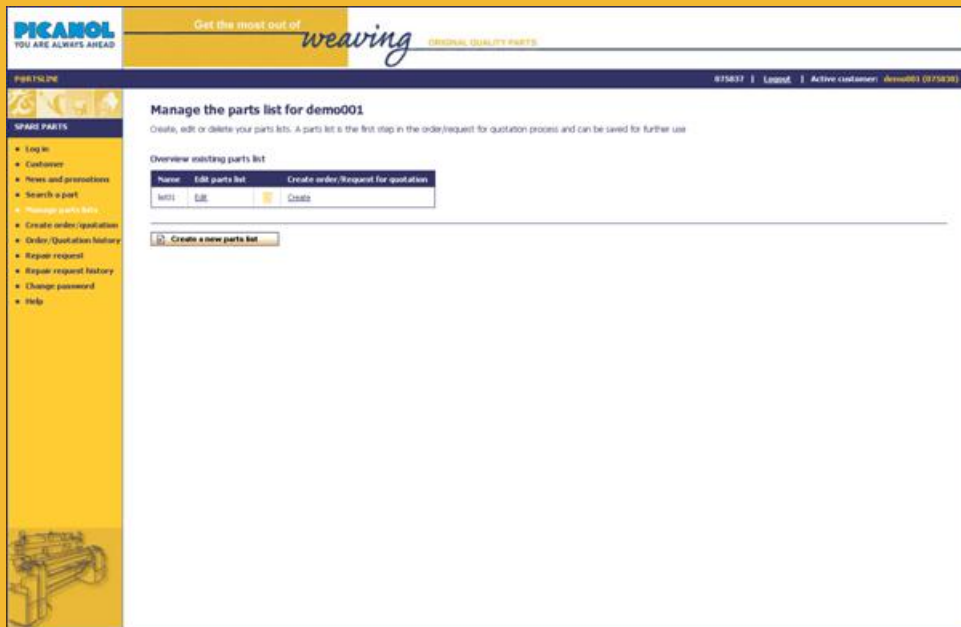 PICANOL
YOU ARE ALWAYS AHEAD
Get the most out of
weaving
ORIGINAL QUALITY PARTS
PARTSLINE
075837 | Logout | Active customer: demo001 (075838)
SPARE PARTS
Log in
Customer
News and promotions
Search a part
Manage parts lists
Create order/quotation
Order/Quotation history
Repair request
Repair request history
Change password
Help
Manage the parts list for demo001
Create, edit or delete your parts lists. A parts list is the first step in the order/request for quotation process and can be saved for further use
Overview existing parts list
Name Edit parts list Create order/Request for quotation
list01 Edit Create
Create a new parts list